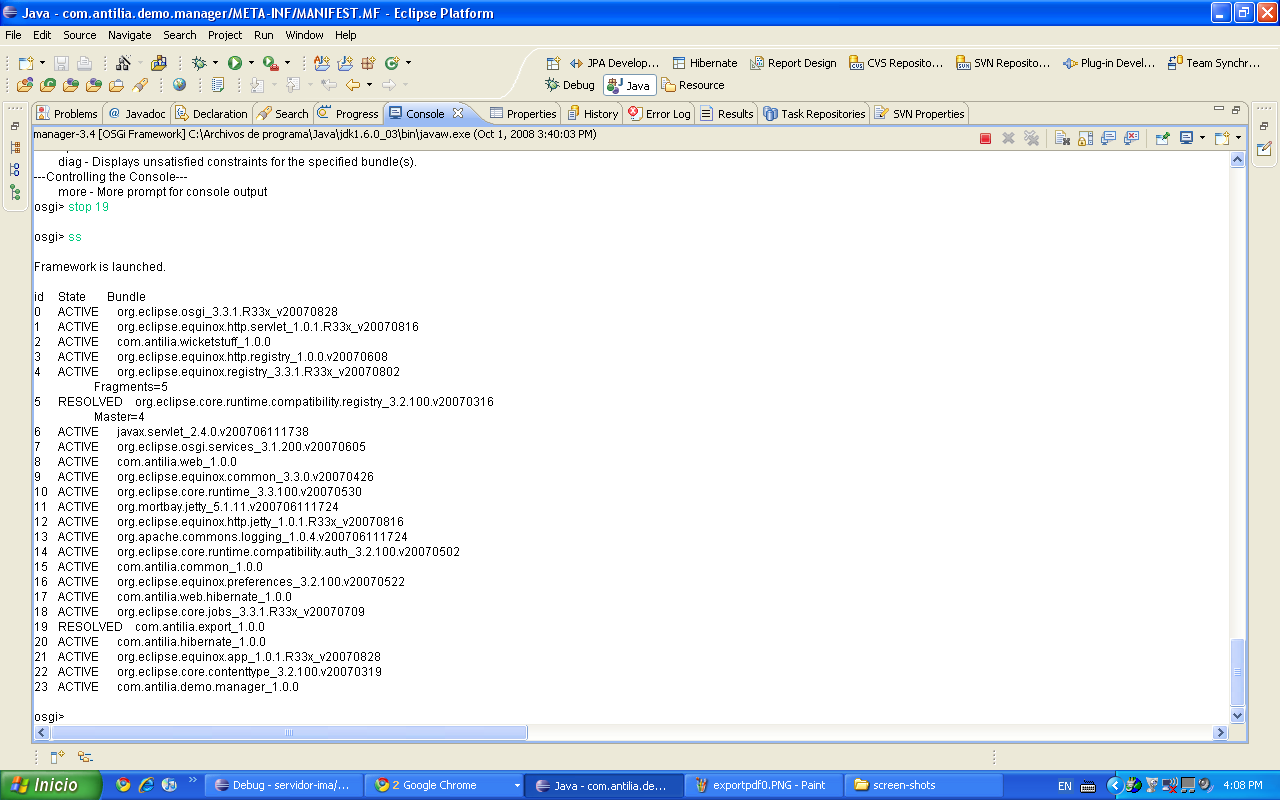 Java - com.antilia.demo.manager/META-INF/MANIFEST.MF - Eclipse Platform
File Edit Source Navigate Search Project Run Window Help
JPA Develop... Hibernate Report Design CVS Reposito... SVN Reposito... Plug-in Devel... Team Synchr...
Debug Java Resource
Problems Javadoc Declaration Search Progress Console Properties History Error Log Results Task Repositories SVN Properties
manager-3.4 [OSGi Framework] C:\Archivos de programa\Java\jdk1.6.0_03\bin\javaw.exe (Oct 1, 2008 3:40:03 PM)
diag - Displays unsatisfied constraints for the specified bundle(s).
---Controlling the Console---
more - More prompt for console output
osgi> stop 19
osgi> ss
Framework is launched.
id State Bundle
0 ACTIVE org.eclipse.osgi_3.3.1.R33x_v20070828
1 ACTIVE org.eclipse.equinox.http.servlet_1.0.1.R33x_v20070816
2 ACTIVE com.antilia.wicketstuff_1.0.0
3 ACTIVE org.eclipse.equinox.http.registry_1.0.0.v20070608
4 ACTIVE org.eclipse.equinox.registry_3.3.1.R33x_v20070802
Fragments=5
5 RESOLVED org.eclipse.core.runtime.compatibility.registry_3.2.100.v20070316
Master=4
6 ACTIVE javax.servlet_2.4.0.v200706111738
7 ACTIVE org.eclipse.osgi.services_3.1.200.v20070605
8 ACTIVE com.antilia.web_1.0.0
9 ACTIVE org.eclipse.equinox.common_3.3.0.v20070426
10 ACTIVE org.eclipse.core.runtime_3.3.100.v20070530
11 ACTIVE org.mortbay.jetty_5.1.11.v200706111724
12 ACTIVE org.eclipse.equinox.http.jetty_1.0.1.R33x_v20070816
13 ACTIVE org.apache.commons.logging_1.0.4.v200706111724
14 ACTIVE org.eclipse.core.runtime.compatibility.auth_3.2.100.v20070502
15 ACTIVE com.antilia.common_1.0.0
16 ACTIVE org.eclipse.equinox.preferences_3.2.100.v20070522
17 ACTIVE com.antilia.web.hibernate_1.0.0
18 ACTIVE org.eclipse.core.jobs_3.3.1.R33x_v20070709
19 RESOLVED com.antilia.export_1.0.0
20 ACTIVE com.antilia.hibernate_1.0.0
21 ACTIVE org.eclipse.equinox.app_1.0.1.R33x_v20070828
22 ACTIVE org.eclipse.core.contenttype_3.2.100.v20070319
23 ACTIVE com.antilia.demo.manager_1.0.0
osgi>
Inicio Debug - servidor-ima/... 2 Google Chrome Java - com.antilia.de... exportpdf0.PNG - Paint screen-shots EN 4:08 PM